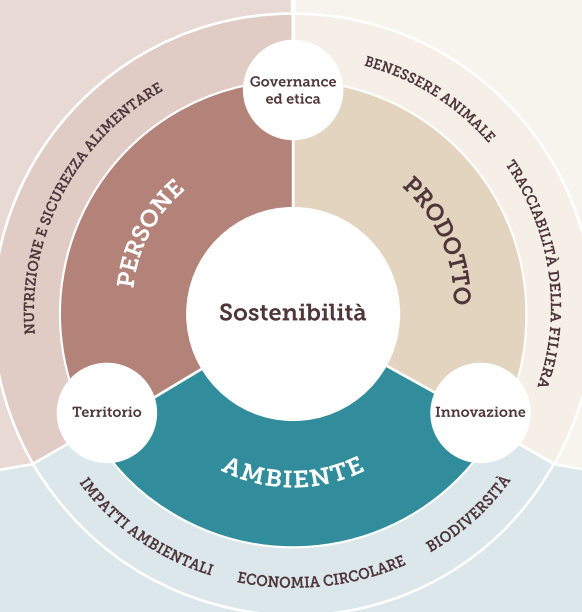 Governance
ed etica
BENESSERE ANIMALE
NUTRIZIONE E SICUREZZA ALIMENTARE
TRACCIABILITÀ DELLA FILIERA
PERSONE
PRODOTTO
Sostenibilità
Territorio
Innovazione
AMBIENTE
IMPATTI AMBIENTALI
ECONOMIA CIRCOLARE
BIODIVERSITÀ